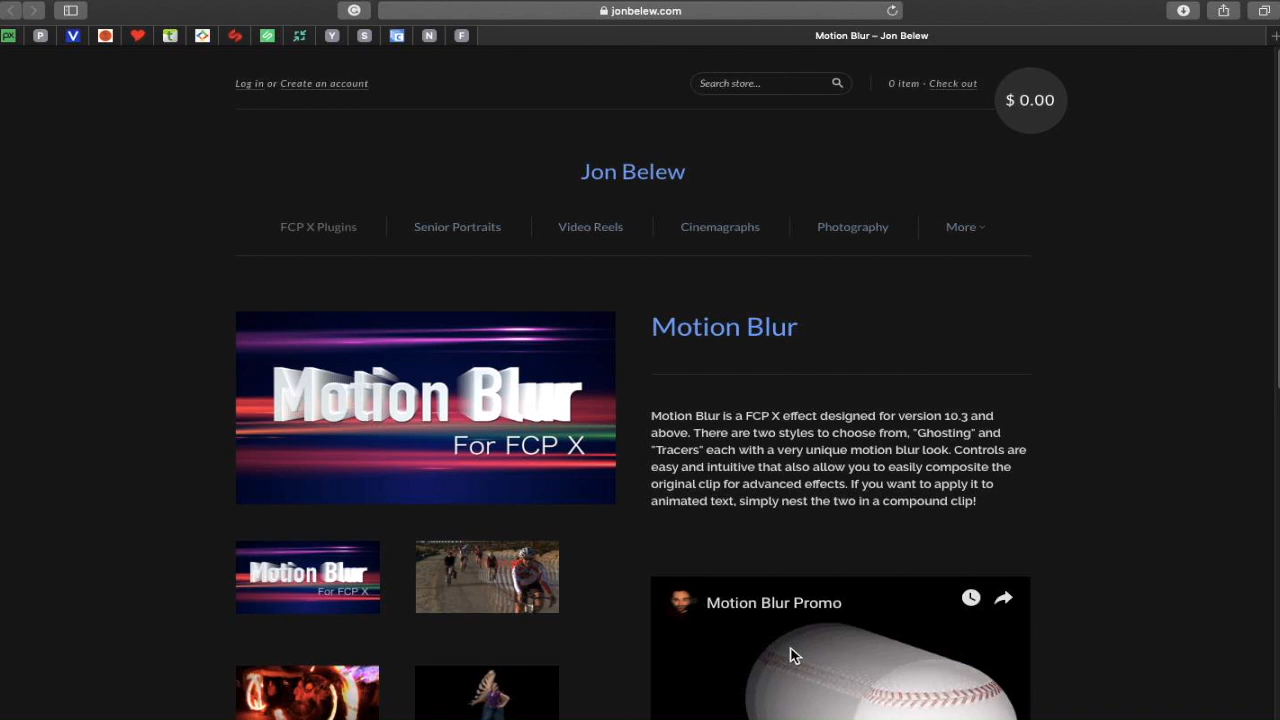 jonbelew.com
PX
P
V
t
Y
S
N
F
Motion Blur – Jon Belew
Log in or Create an account
Search store...
0 item - Check out
$ 0.00
Jon Belew
FCP X Plugins
Senior Portraits
Video Reels
Cinemagraphs
Photography
More
Motion Blur
For FCP X
Motion Blur
Motion Blur is a FCP X effect designed for version 10.3 and
above. There are two styles to choose from, "Ghosting" and
"Tracers" each with a very unique motion blur look. Controls are
easy and intuitive that also allow you to easily composite the
original clip for advanced effects. If you want to apply it to
animated text, simply nest the two in a compound clip!
Motion Blur
For FCP X
Motion Blur Promo